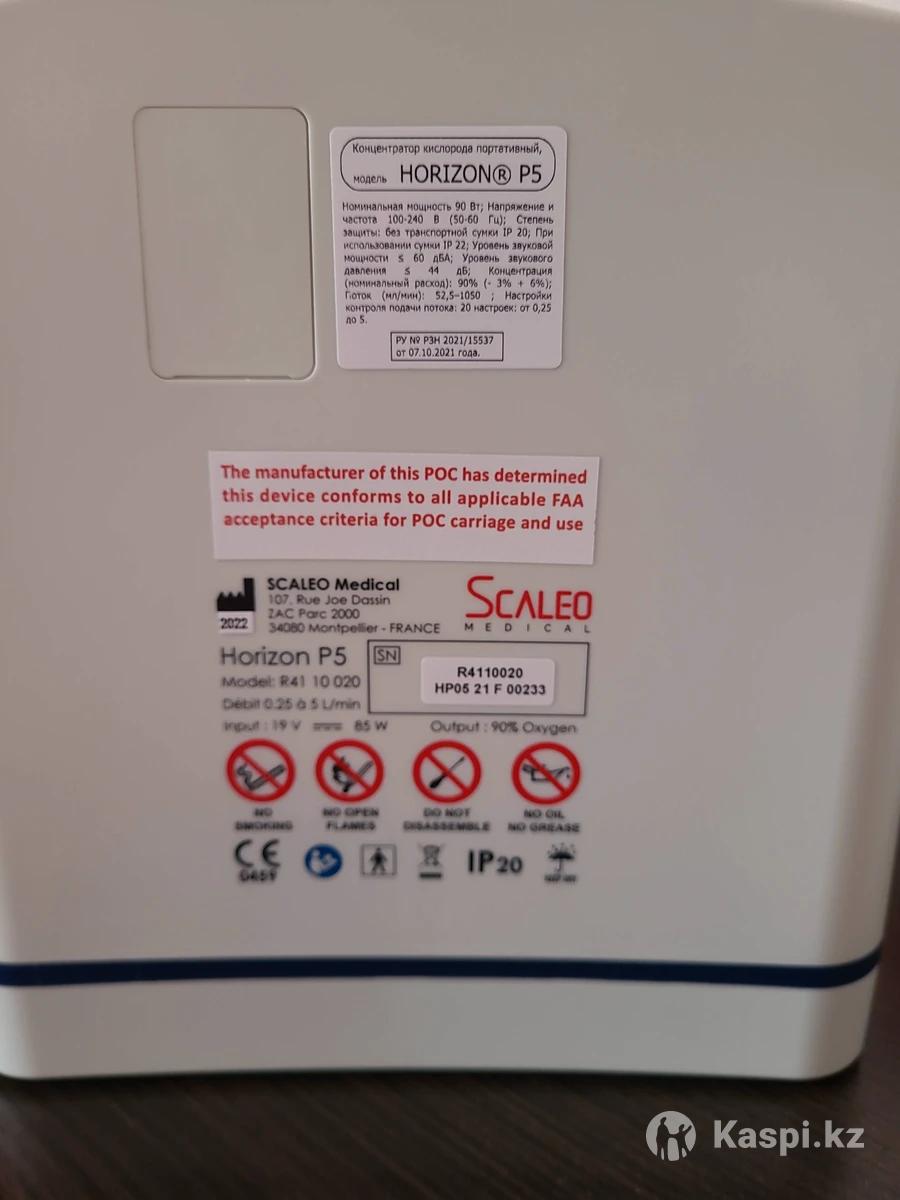 Концентратор кислорода портативный,
модель HORIZON® P5
Номинальная мощность 90 Вт; Напряжение и
частота 100-240 В (50-60 Гц); Степень
защиты: без транспортной сумки IP 20; При
использовании сумки IP 22; Уровень звуковой
мощности ≤ 60 дБА; Уровень звукового
давления ≤ 44 дБ; Концентрация
(номинальный расход): 90% (- 3% + 6%);
Поток (мл/мин): 52,5–1050 ; Настройки
контроля подачи потока: 20 настроек: от 0,25
до 5.
РУ № РЗН 2021/15537
от 07.10.2021 года.
The manufacturer of this POC has determined
this device conforms to all applicable FAA
acceptance criteria for POC carriage and use
SCALEO Medical
107, Rue Joe Dassin
ZAC Parc 2000
34080 Montpellier - FRANCE
2022
SCALEO
MEDICAL
Horizon P5
Model: R41 10 020
Débit 0.25 à 5 L/min
SN
R4110020
HP05 21 F 00233
Input : 19 V 85 W
Output : 90% Oxygen
NO
SMOKING
NO OPEN
FLAMES
DO NOT
DISASSEMBLE
NO OIL
NO GREASE
CE
0459
IP20
Kaspi.kz